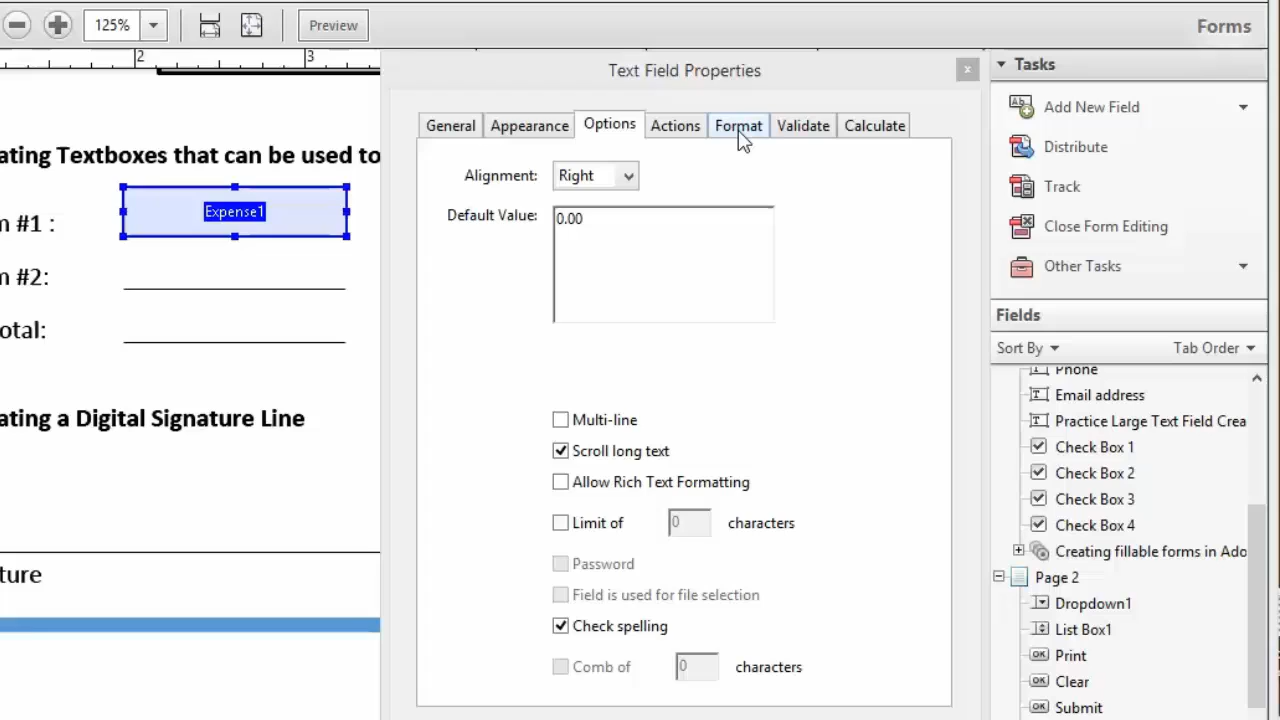 125%
Preview
Forms
2
3
Text Field Properties
x
Tasks
General
Appearance
Options
Actions
Format
Validate
Calculate
Add New Field
Distribute
Track
Close Form Editing
Other Tasks
ating Textboxes that can be used to
Expense1
m #1 :
m #2:
otal:
ating a Digital Signature Line
ture
Alignment: Right
Default Value: 0.00
Multi-line
Scroll long text
Allow Rich Text Formatting
Limit of 0 characters
Password
Field is used for file selection
Check spelling
Comb of 0 characters
Fields
Sort By
Tab Order
Phone
Email address
Practice Large Text Field Crea
Check Box 1
Check Box 2
Check Box 3
Check Box 4
Creating fillable forms in Ado
Page 2
Dropdown1
List Box1
OK Print
OK Clear
OK Submit